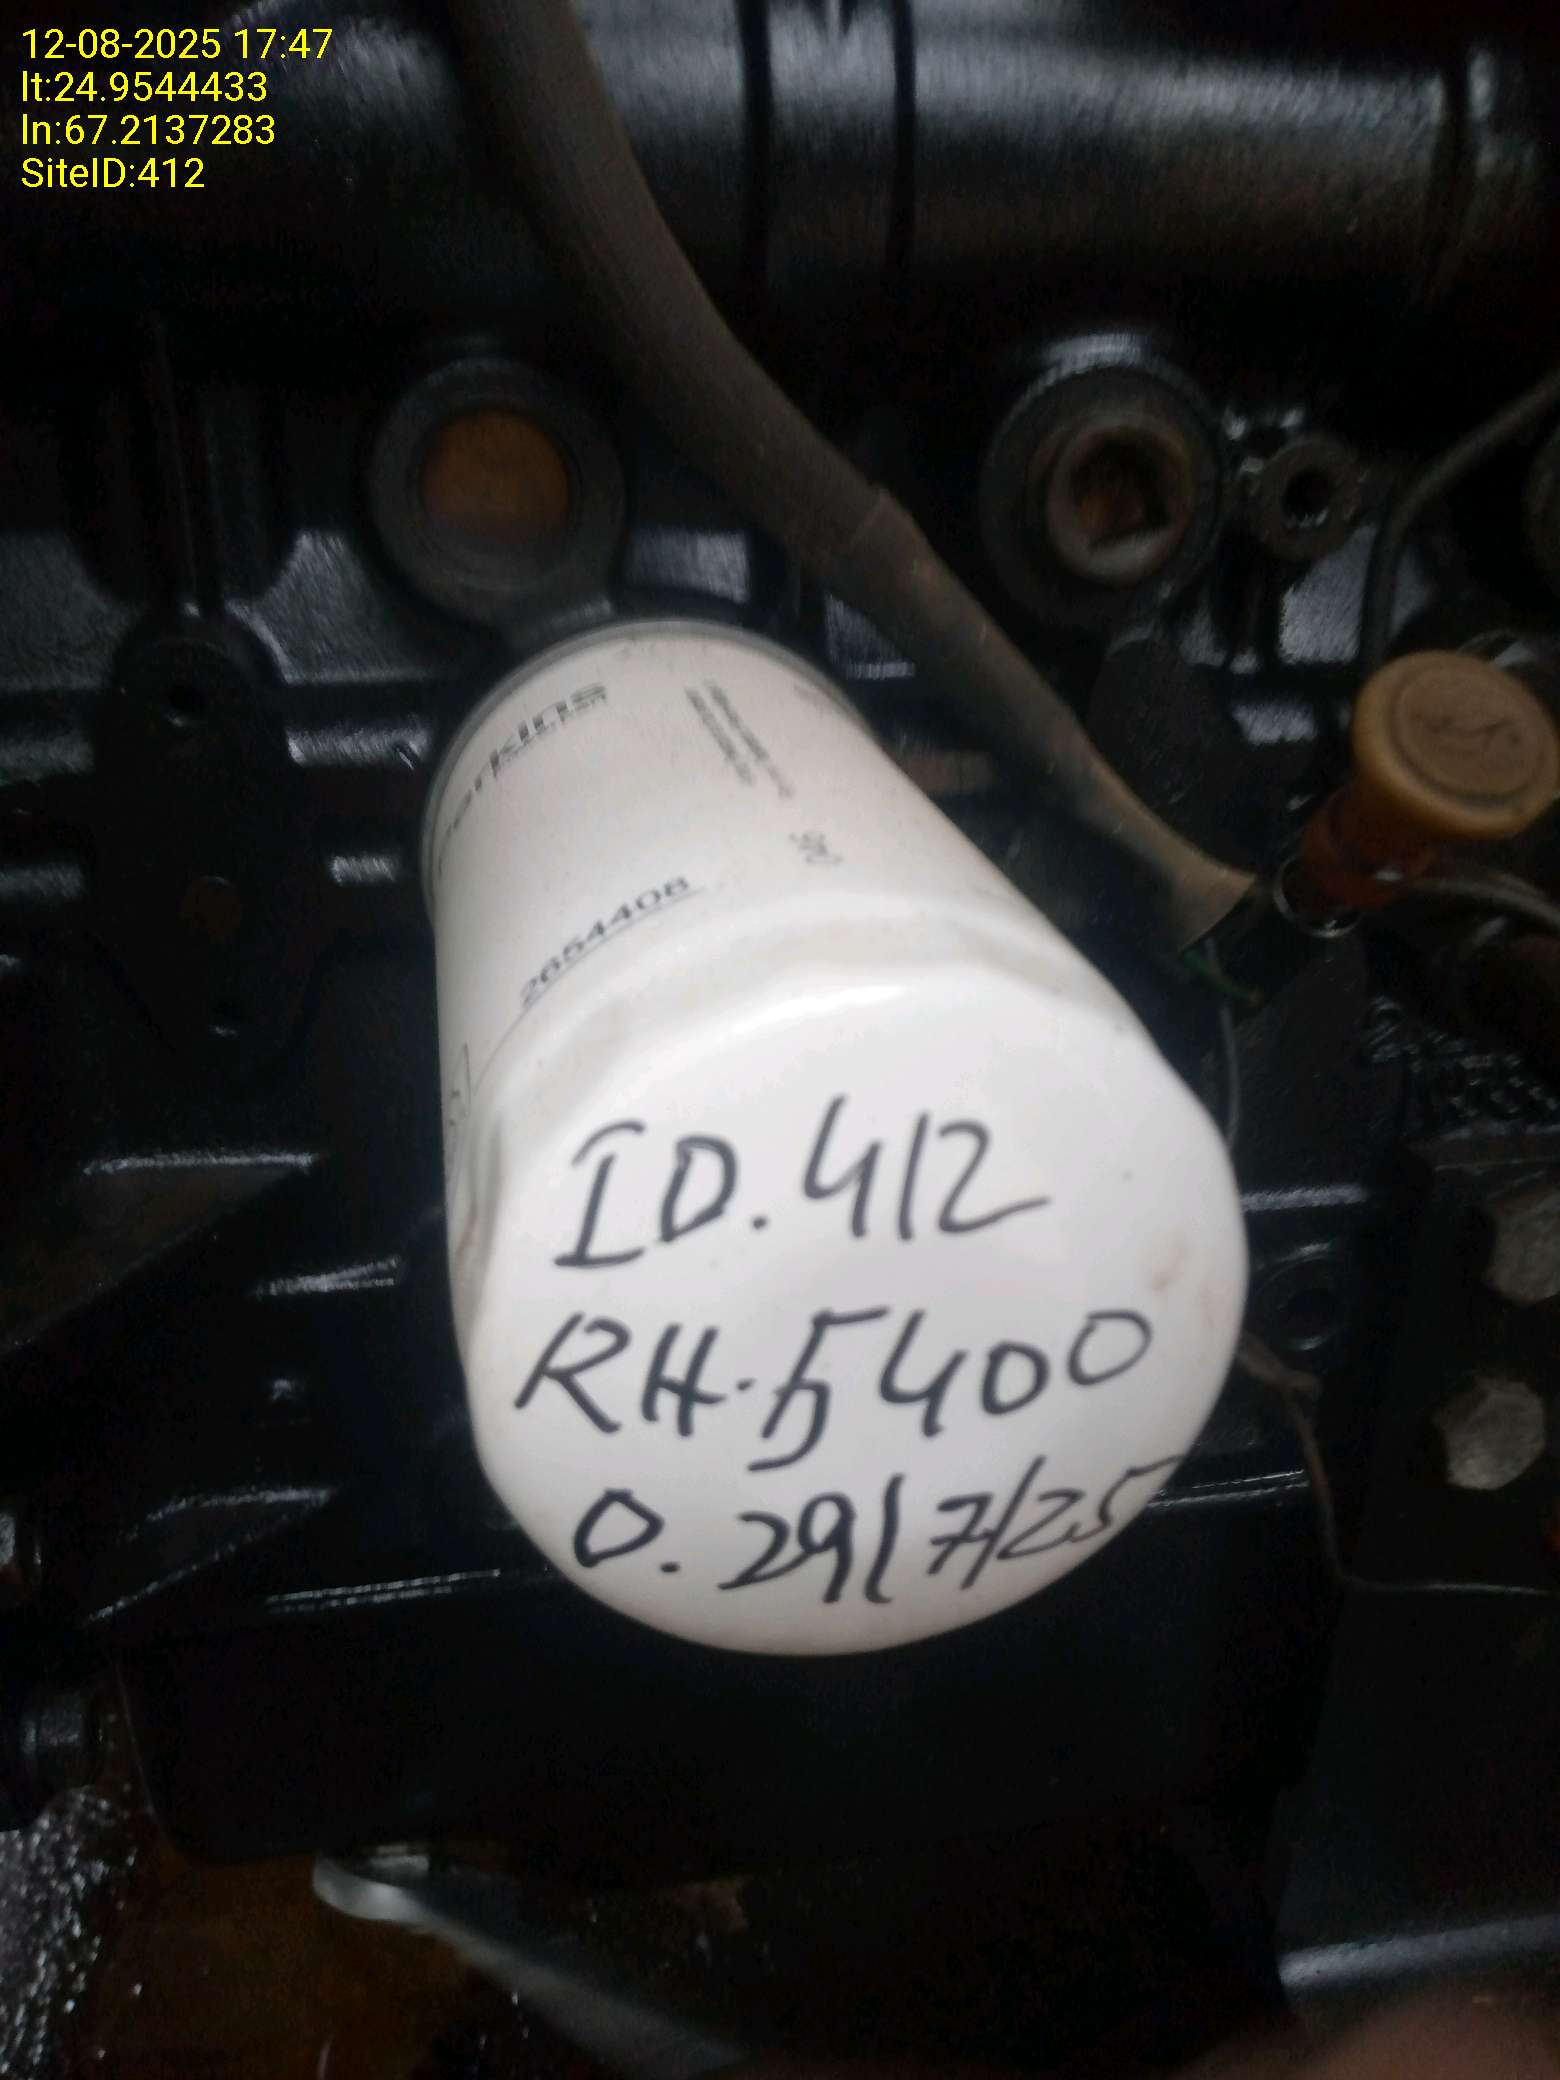 12-08-2025 17:47
lt:24.9544433
ln:67.2137283
SiteID:412
Perkins
2654408
ID.412
RH.5400
D.29/7/25